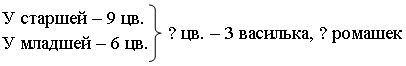 У старшей – 9 цв.
У младшей – 6 цв.
? цв. – 3 василька, ? ромашек